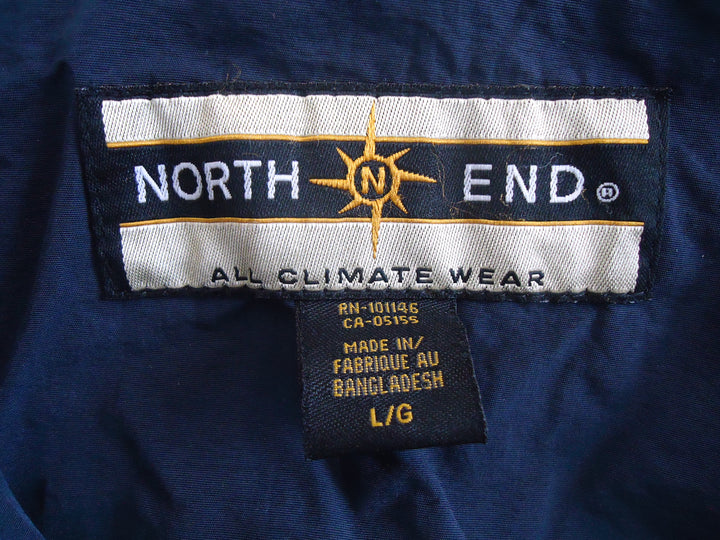 NORTH N END ®
ALL CLIMATE WEAR
RN-101146
CA-05155
MADE IN/
FABRIQUE AU
BANGLADESH
L/G